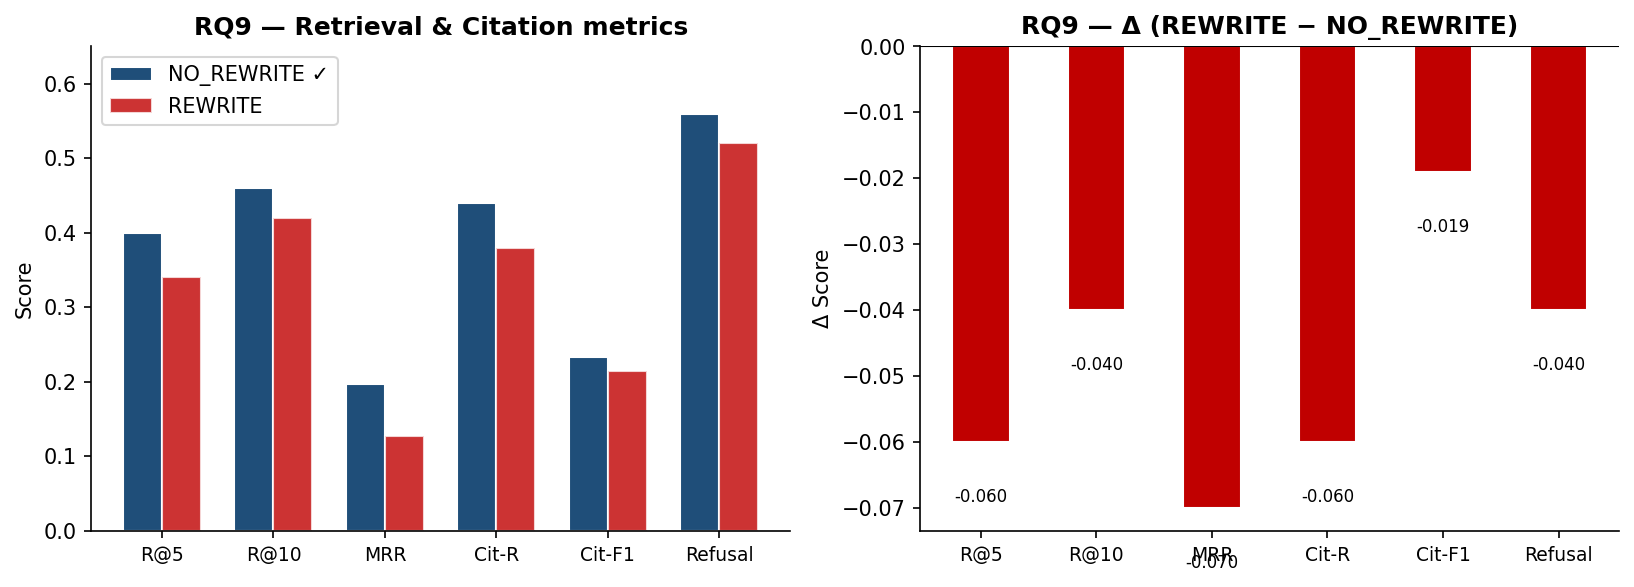 RQ9 — Retrieval & Citation metrics
NO_REWRITE ✓
REWRITE
Score
0.6
0.5
0.4
0.3
0.2
0.1
0.0
R@5 R@10 MRR Cit-R Cit-F1 Refusal
RQ9 — Δ (REWRITE − NO_REWRITE)
Δ Score
0.00
−0.01
−0.02
−0.03
−0.04
−0.05
−0.06
−0.07
-0.060
-0.040
-0.070
-0.060
-0.019
-0.040
R@5 R@10 MRR Cit-R Cit-F1 Refusal